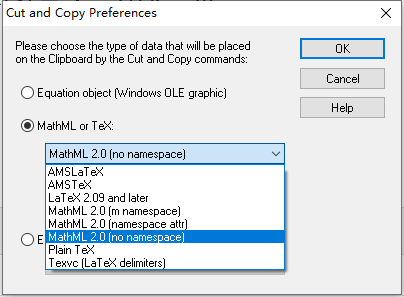 Cut and Copy Preferences
Please choose the type of data that will be placed
on the Clipboard by the Cut and Copy commands:
OK
Cancel
Help
Equation object (Windows OLE graphic)
MathML or TeX:
MathML 2.0 (no namespace)
AMSLaTeX
AMSTeX
LaTeX 2.09 and later
MathML 2.0 (m namespace)
MathML 2.0 (namespace attr)
MathML 2.0 (no namespace)
Plain TeX
Texvc (LaTeX delimiters)